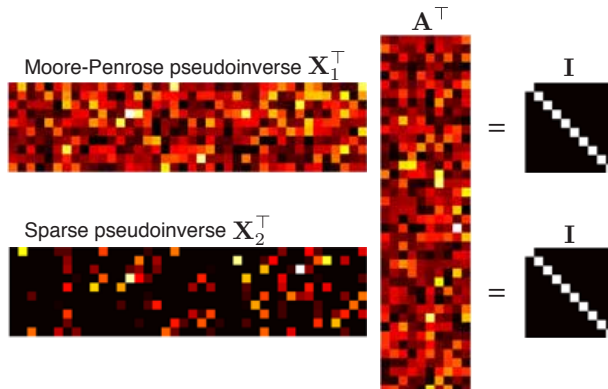 A⊤
Moore-Penrose pseudoinverse X₁⊤
I
=
Sparse pseudoinverse X₂⊤
I
=